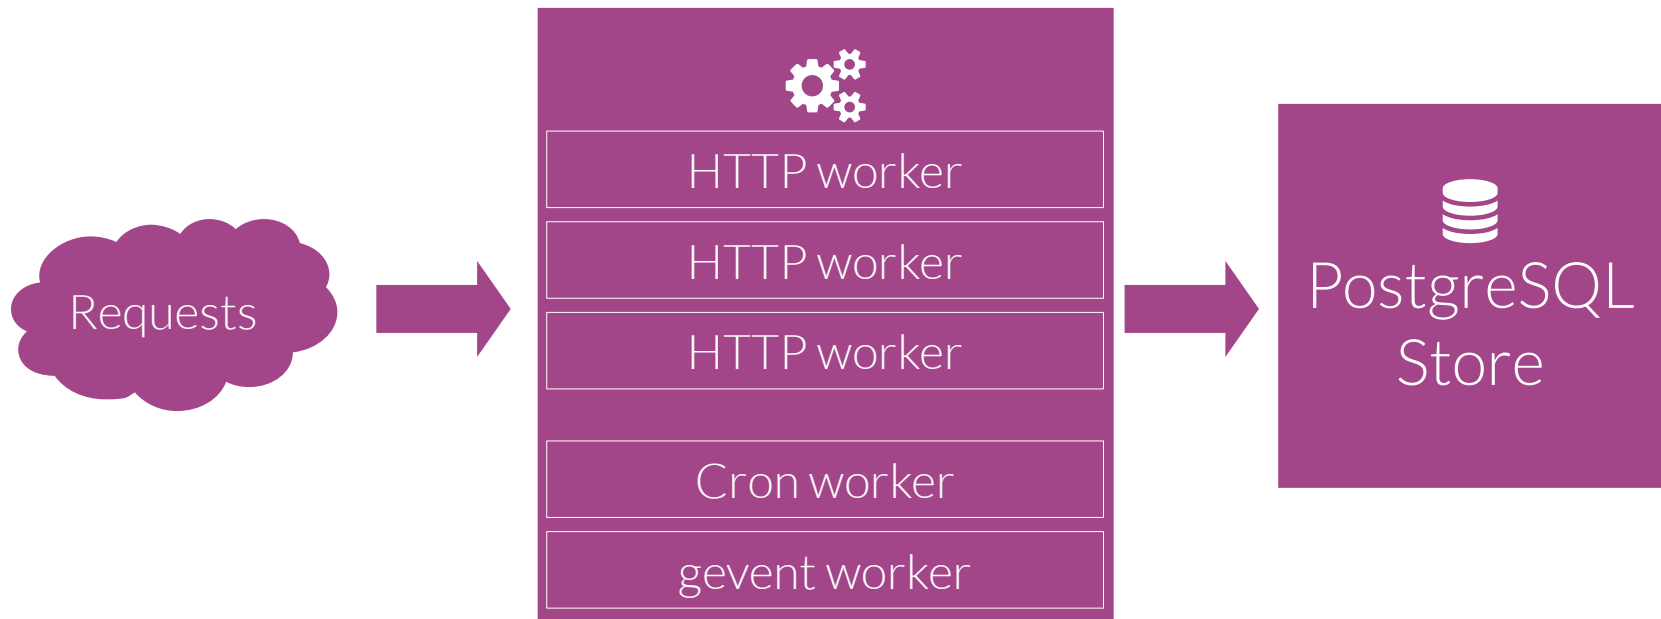 Requests
HTTP worker
HTTP worker
HTTP worker
Cron worker
gevent worker
PostgreSQL
Store